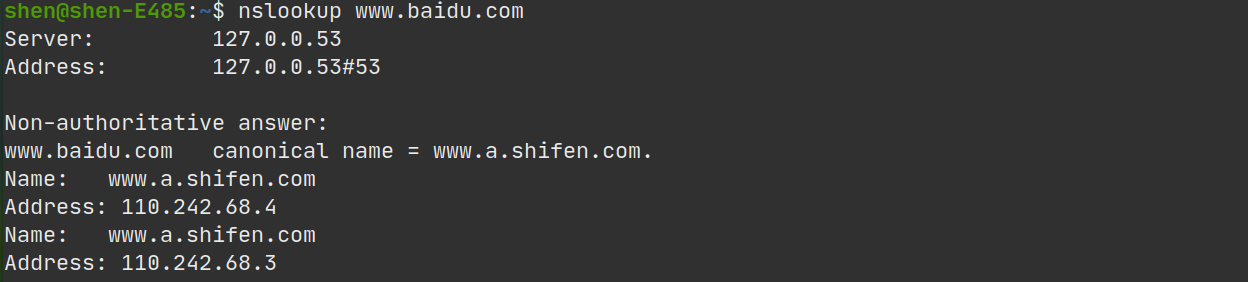 shen@shen-E485:~$ nslookup www.baidu.com
Server:         127.0.0.53
Address:        127.0.0.53#53

Non-authoritative answer:
www.baidu.com   canonical name = www.a.shifen.com.
Name:   www.a.shifen.com
Address: 110.242.68.4
Name:   www.a.shifen.com
Address: 110.242.68.3